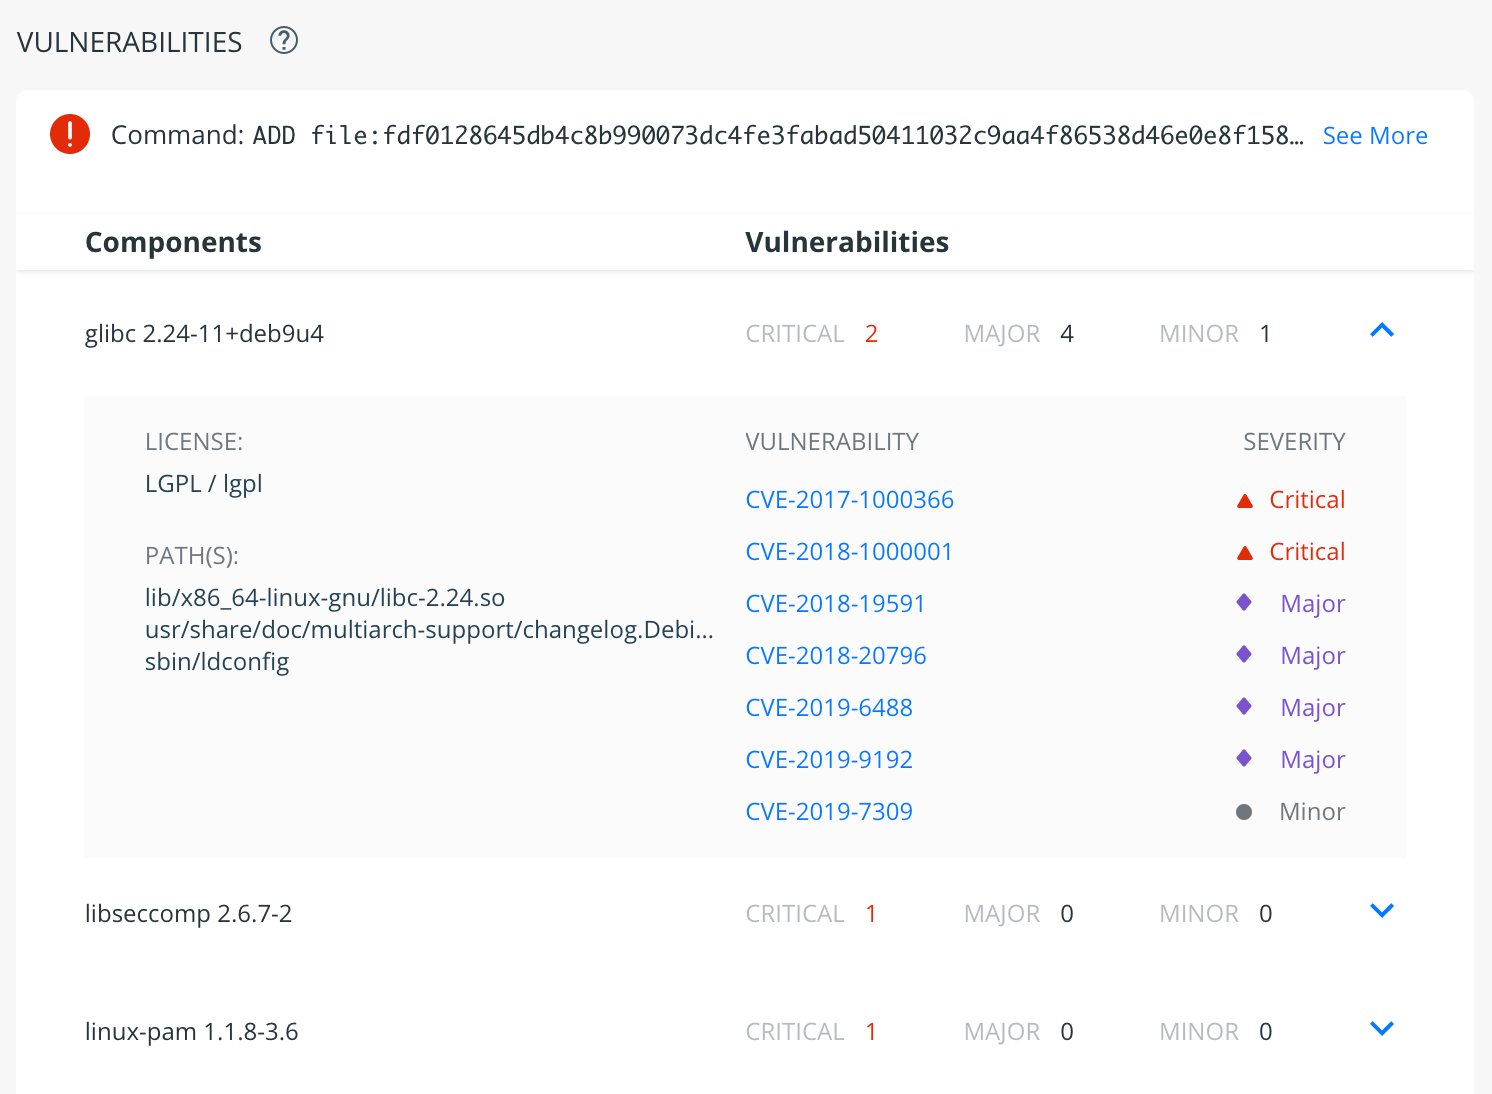 VULNERABILITIES ?
Command: ADD file:fdf0128645db4c8b990073dc4fe3fabad50411032c9aa4f86538d46e0e8f158… See More
Components Vulnerabilities
glibc 2.24-11+deb9u4 CRITICAL 2 MAJOR 4 MINOR 1
LICENSE:
LGPL / lgpl
PATH(S):
lib/x86_64-linux-gnu/libc-2.24.so
usr/share/doc/multiarch-support/changelog.Debi...
sbin/ldconfig
VULNERABILITY SEVERITY
CVE-2017-1000366 Critical
CVE-2018-1000001 Critical
CVE-2018-19591 Major
CVE-2018-20796 Major
CVE-2019-6488 Major
CVE-2019-9192 Major
CVE-2019-7309 Minor
libseccomp 2.6.7-2 CRITICAL 1 MAJOR 0 MINOR 0
linux-pam 1.1.8-3.6 CRITICAL 1 MAJOR 0 MINOR 0